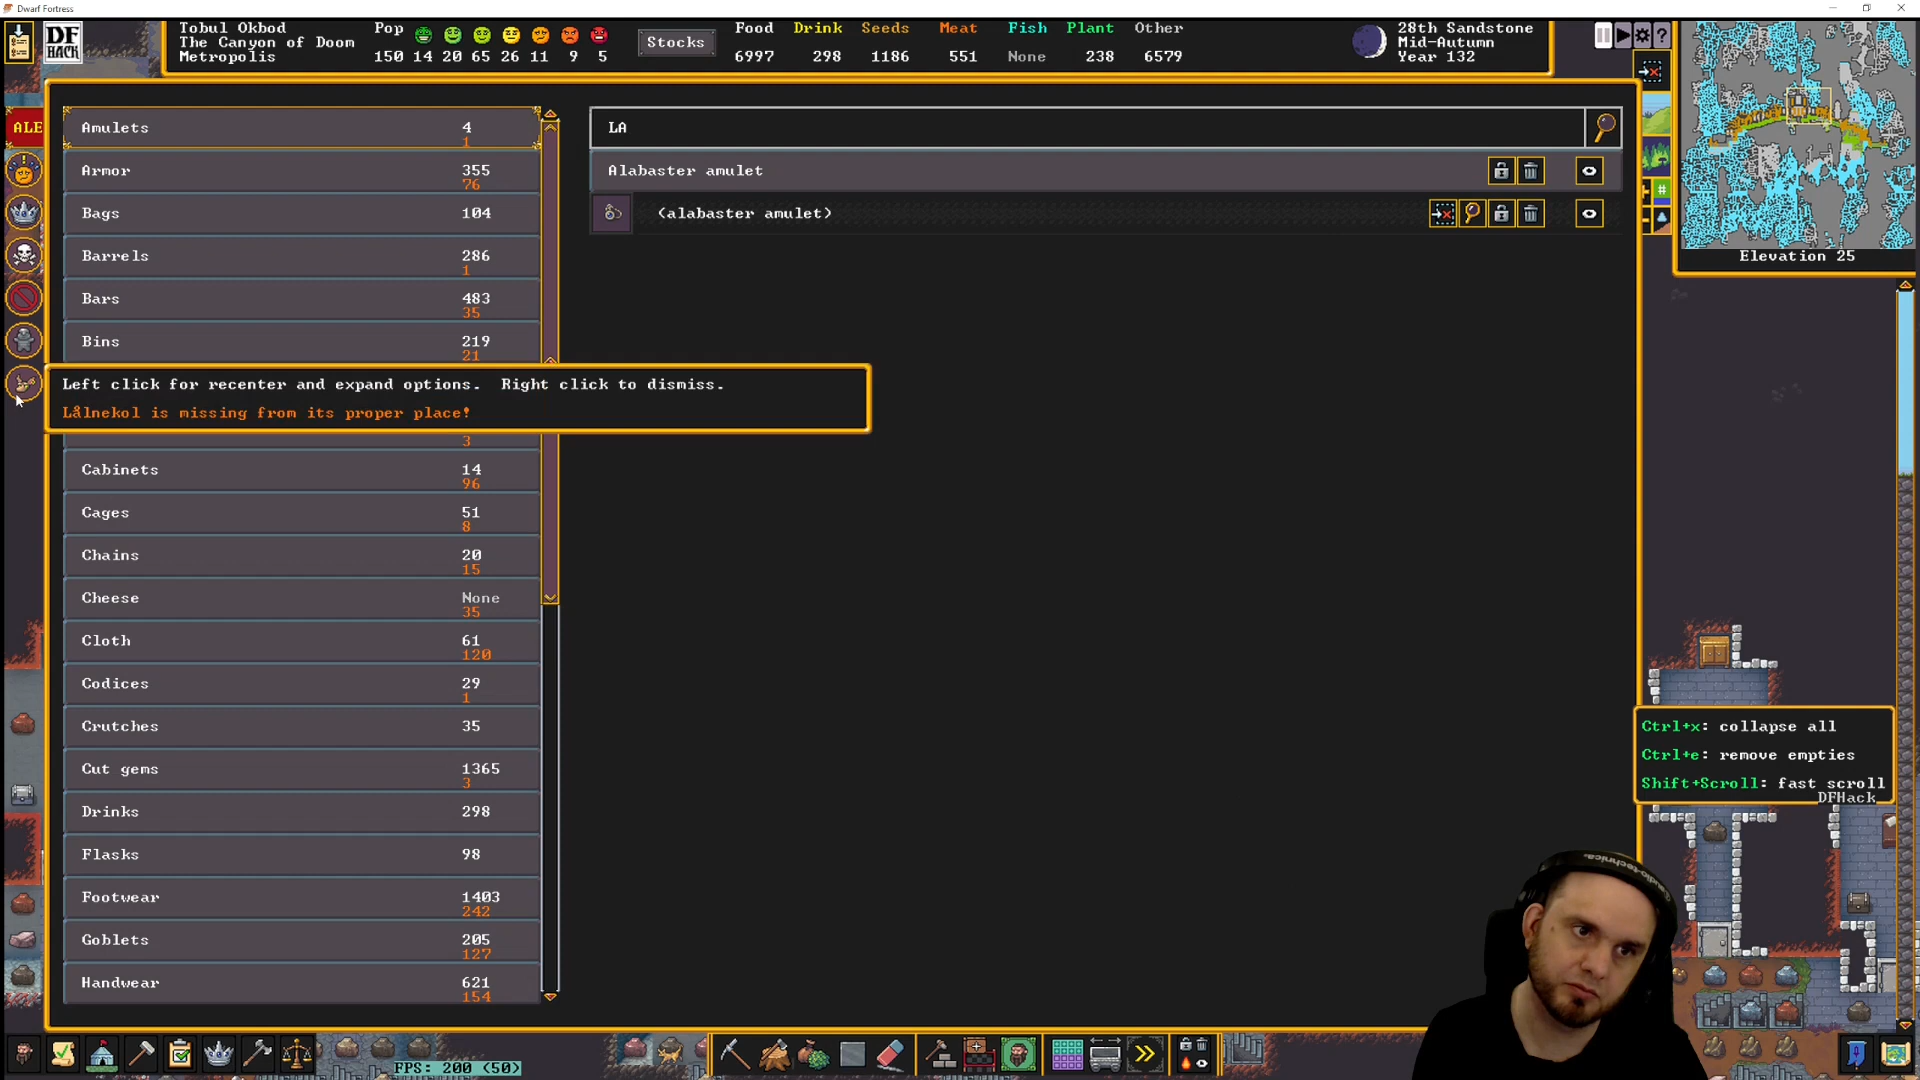 Dwarf Fortress
DF
HACK
Tobul Okbod
The Canyon of Doom
Metropolis
Pop
150 14 20 65 26 11 9 5
Stocks
Food Drink Seeds Meat Fish Plant Other
6997 298 1186 551 None 238 6579
28th Sandstone
Mid-Autumn
Year 132
ALE
Amulets 4
1
Armor 355
76
Bags 104
Barrels 286
1
Bars 483
35
Bins 219
21
Left click for recenter and expand options. Right click to dismiss.
Lålnekol is missing from its proper place!
3
Cabinets 14
96
Cages 51
8
Chains 20
15
Cheese None
35
Cloth 61
120
Codices 29
1
Crutches 35
Cut gems 1365
3
Drinks 298
Flasks 98
Footwear 1403
242
Goblets 205
127
Handwear 621
154
LA
Alabaster amulet
(alabaster amulet)
Elevation 25
Ctrl+x: collapse all
Ctrl+e: remove empties
Shift+Scroll: fast scroll
DFHack
audio-technica
FPS: 200 (50)